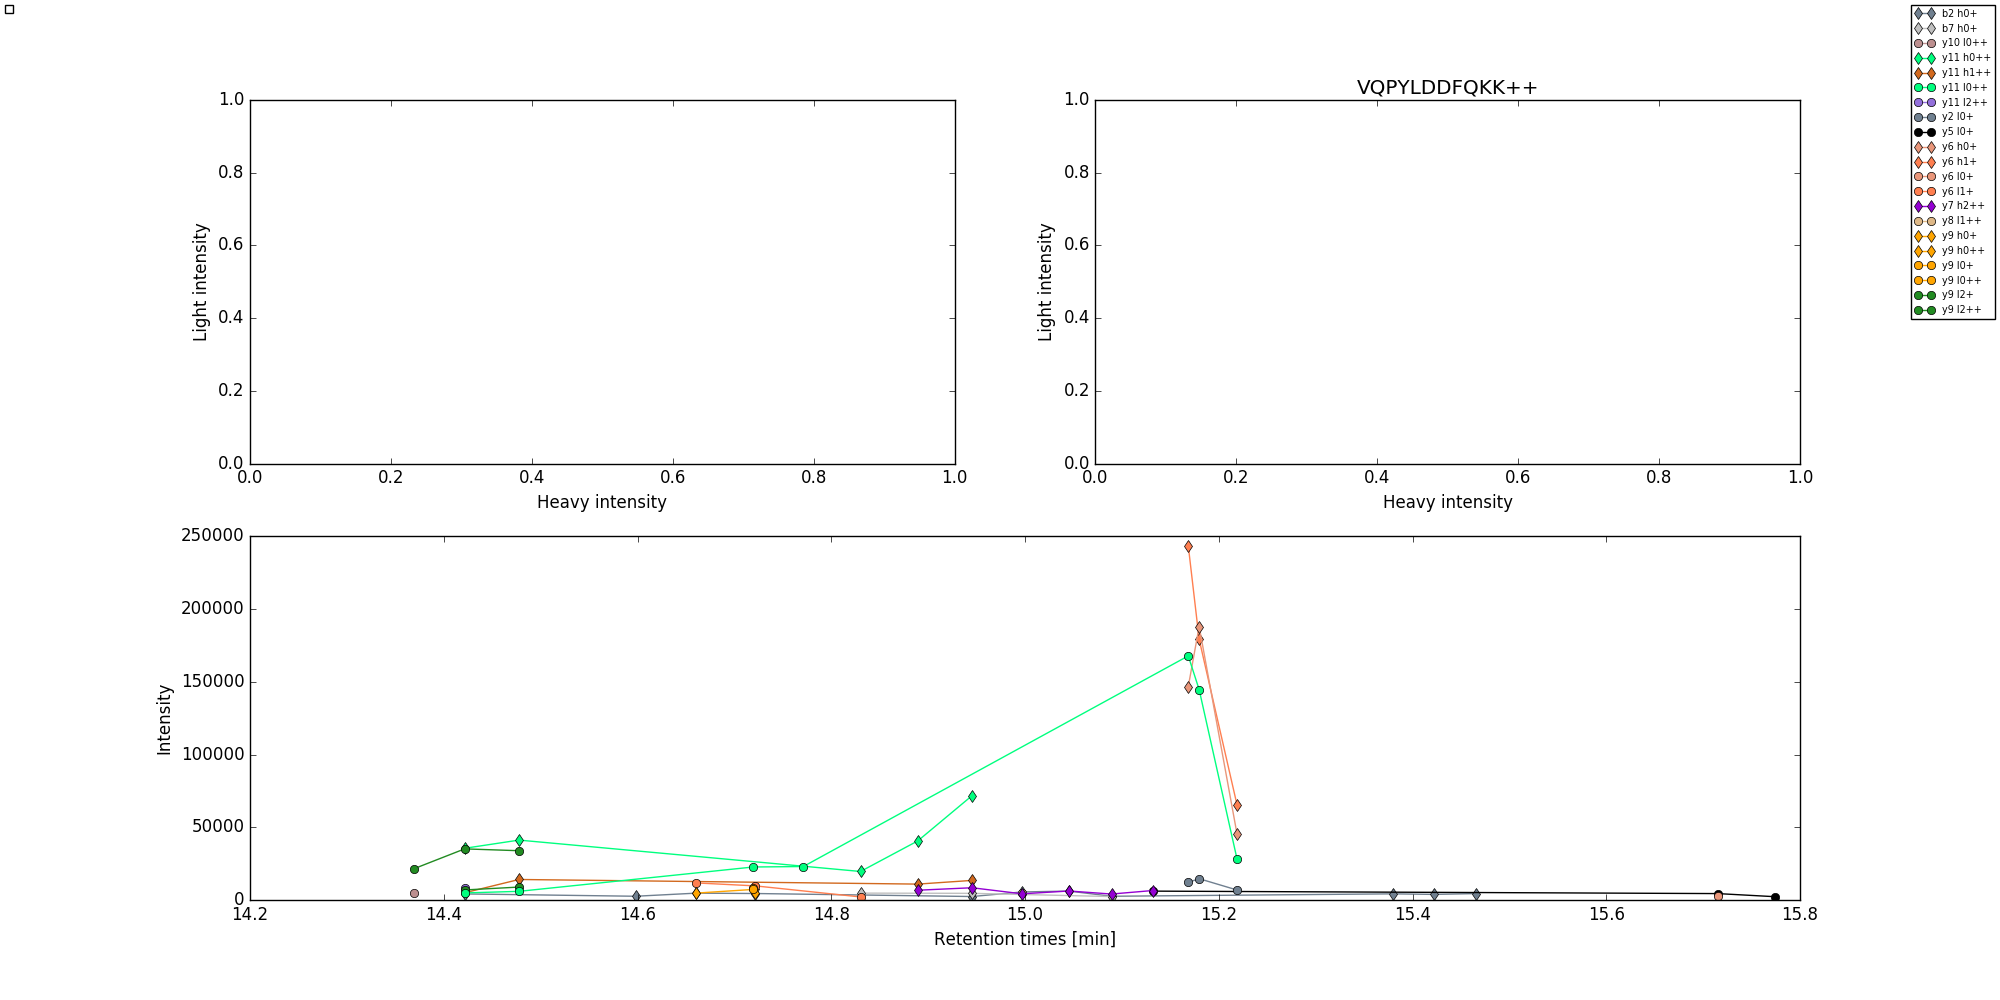 b2 h0+
b7 h0+
y10 l0++
y11 h0++
y11 h1++
y11 l0++
y11 l2++
y2 l0+
y5 l0+
y6 h0+
y6 h1+
y6 l0+
y6 l1+
y7 h2++
y8 l1++
y9 h0+
y9 h0++
y9 l0+
y9 l0++
y9 l2+
y9 l2++
1.0
0.8
0.6
0.4
0.2
0.0
Light intensity
0.0 0.2 0.4 0.6 0.8 1.0
Heavy intensity
VQPYLDDFQKK++
1.0
0.8
0.6
0.4
0.2
0.0
Light intensity
0.0 0.2 0.4 0.6 0.8 1.0
Heavy intensity
250000
200000
150000
100000
50000
0
Intensity
14.2 14.4 14.6 14.8 15.0 15.2 15.4 15.6 15.8
Retention times [min]